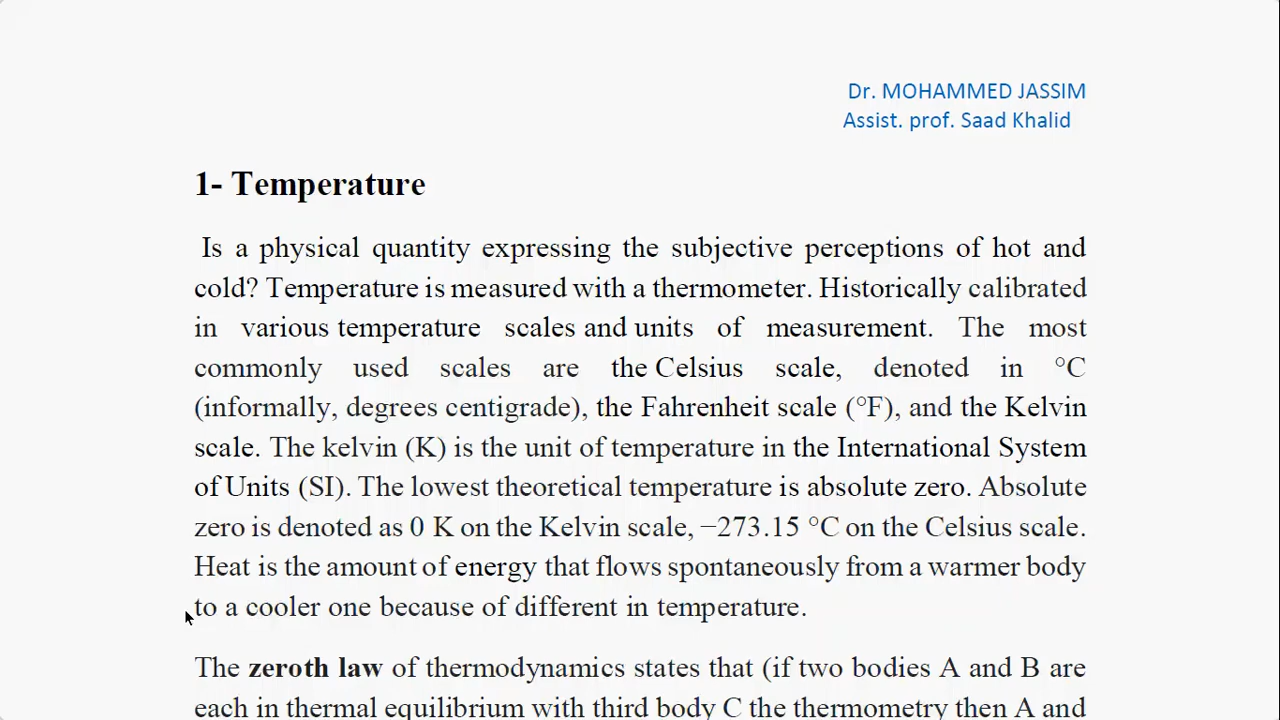 Dr. MOHAMMED JASSIM
Assist. prof. Saad Khalid
1- Temperature
Is a physical quantity expressing the subjective perceptions of hot and
cold? Temperature is measured with a thermometer. Historically calibrated
in various temperature scales and units of measurement. The most
commonly used scales are the Celsius scale, denoted in °C
(informally, degrees centigrade), the Fahrenheit scale (°F), and the Kelvin
scale. The kelvin (K) is the unit of temperature in the International System
of Units (SI). The lowest theoretical temperature is absolute zero. Absolute
zero is denoted as 0 K on the Kelvin scale, −273.15 °C on the Celsius scale.
Heat is the amount of energy that flows spontaneously from a warmer body
to a cooler one because of different in temperature.
The zeroth law of thermodynamics states that (if two bodies A and B are
each in thermal equilibrium with third body C the thermometry then A and